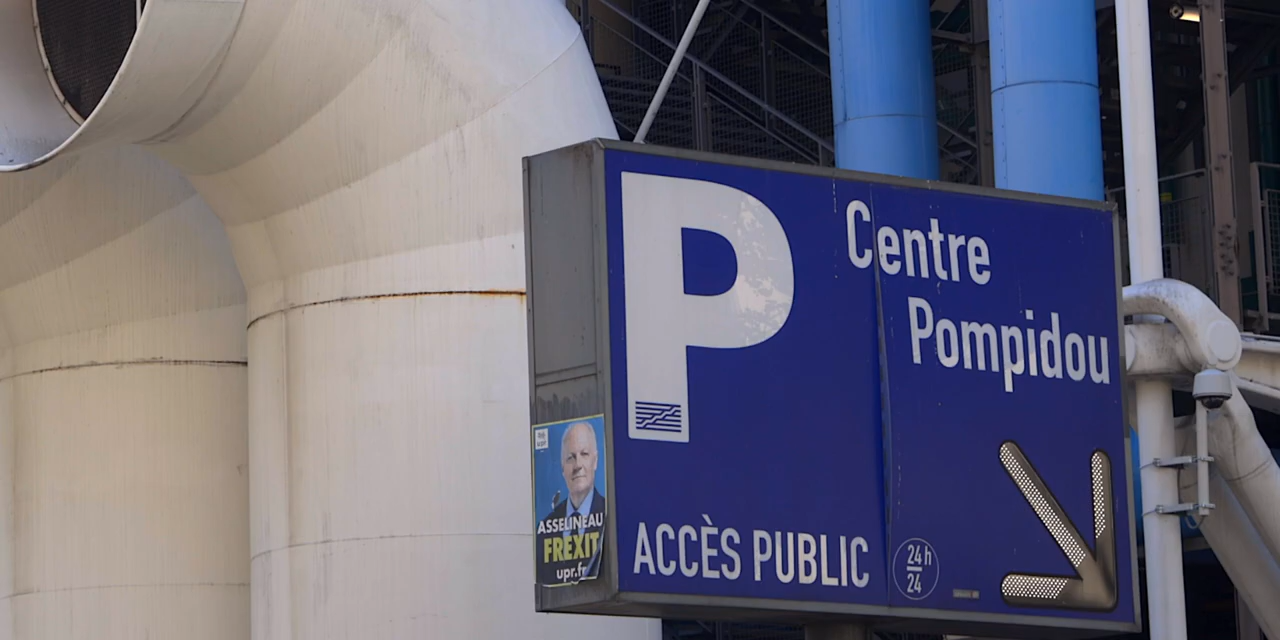 P
Centre
Pompidou
ACCÈS PUBLIC
24h
24
ASSELINEAU
FREXIT
upr.fr